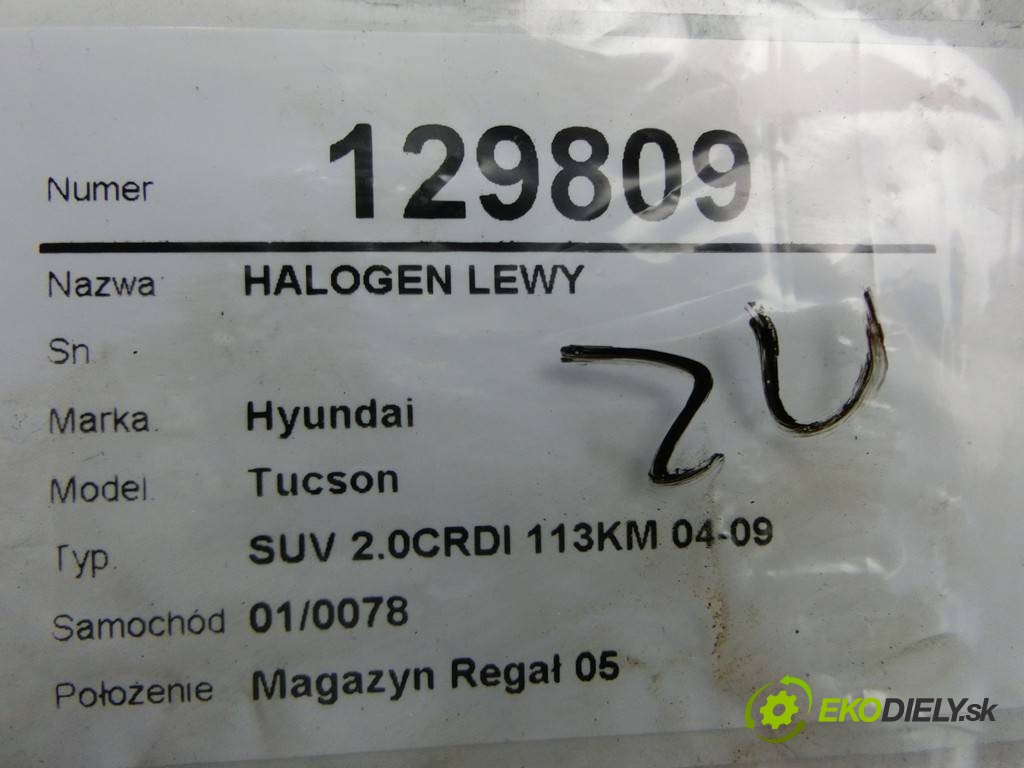 Numer 129809
Nazwa HALOGEN LEWY
Sn
ZU
Marka Hyundai
Model Tucson
Typ SUV 2.0CRDI 113KM 04-09
Samochód 01/0078
Położenie Magazyn Regał 05
EKODIELY.sk